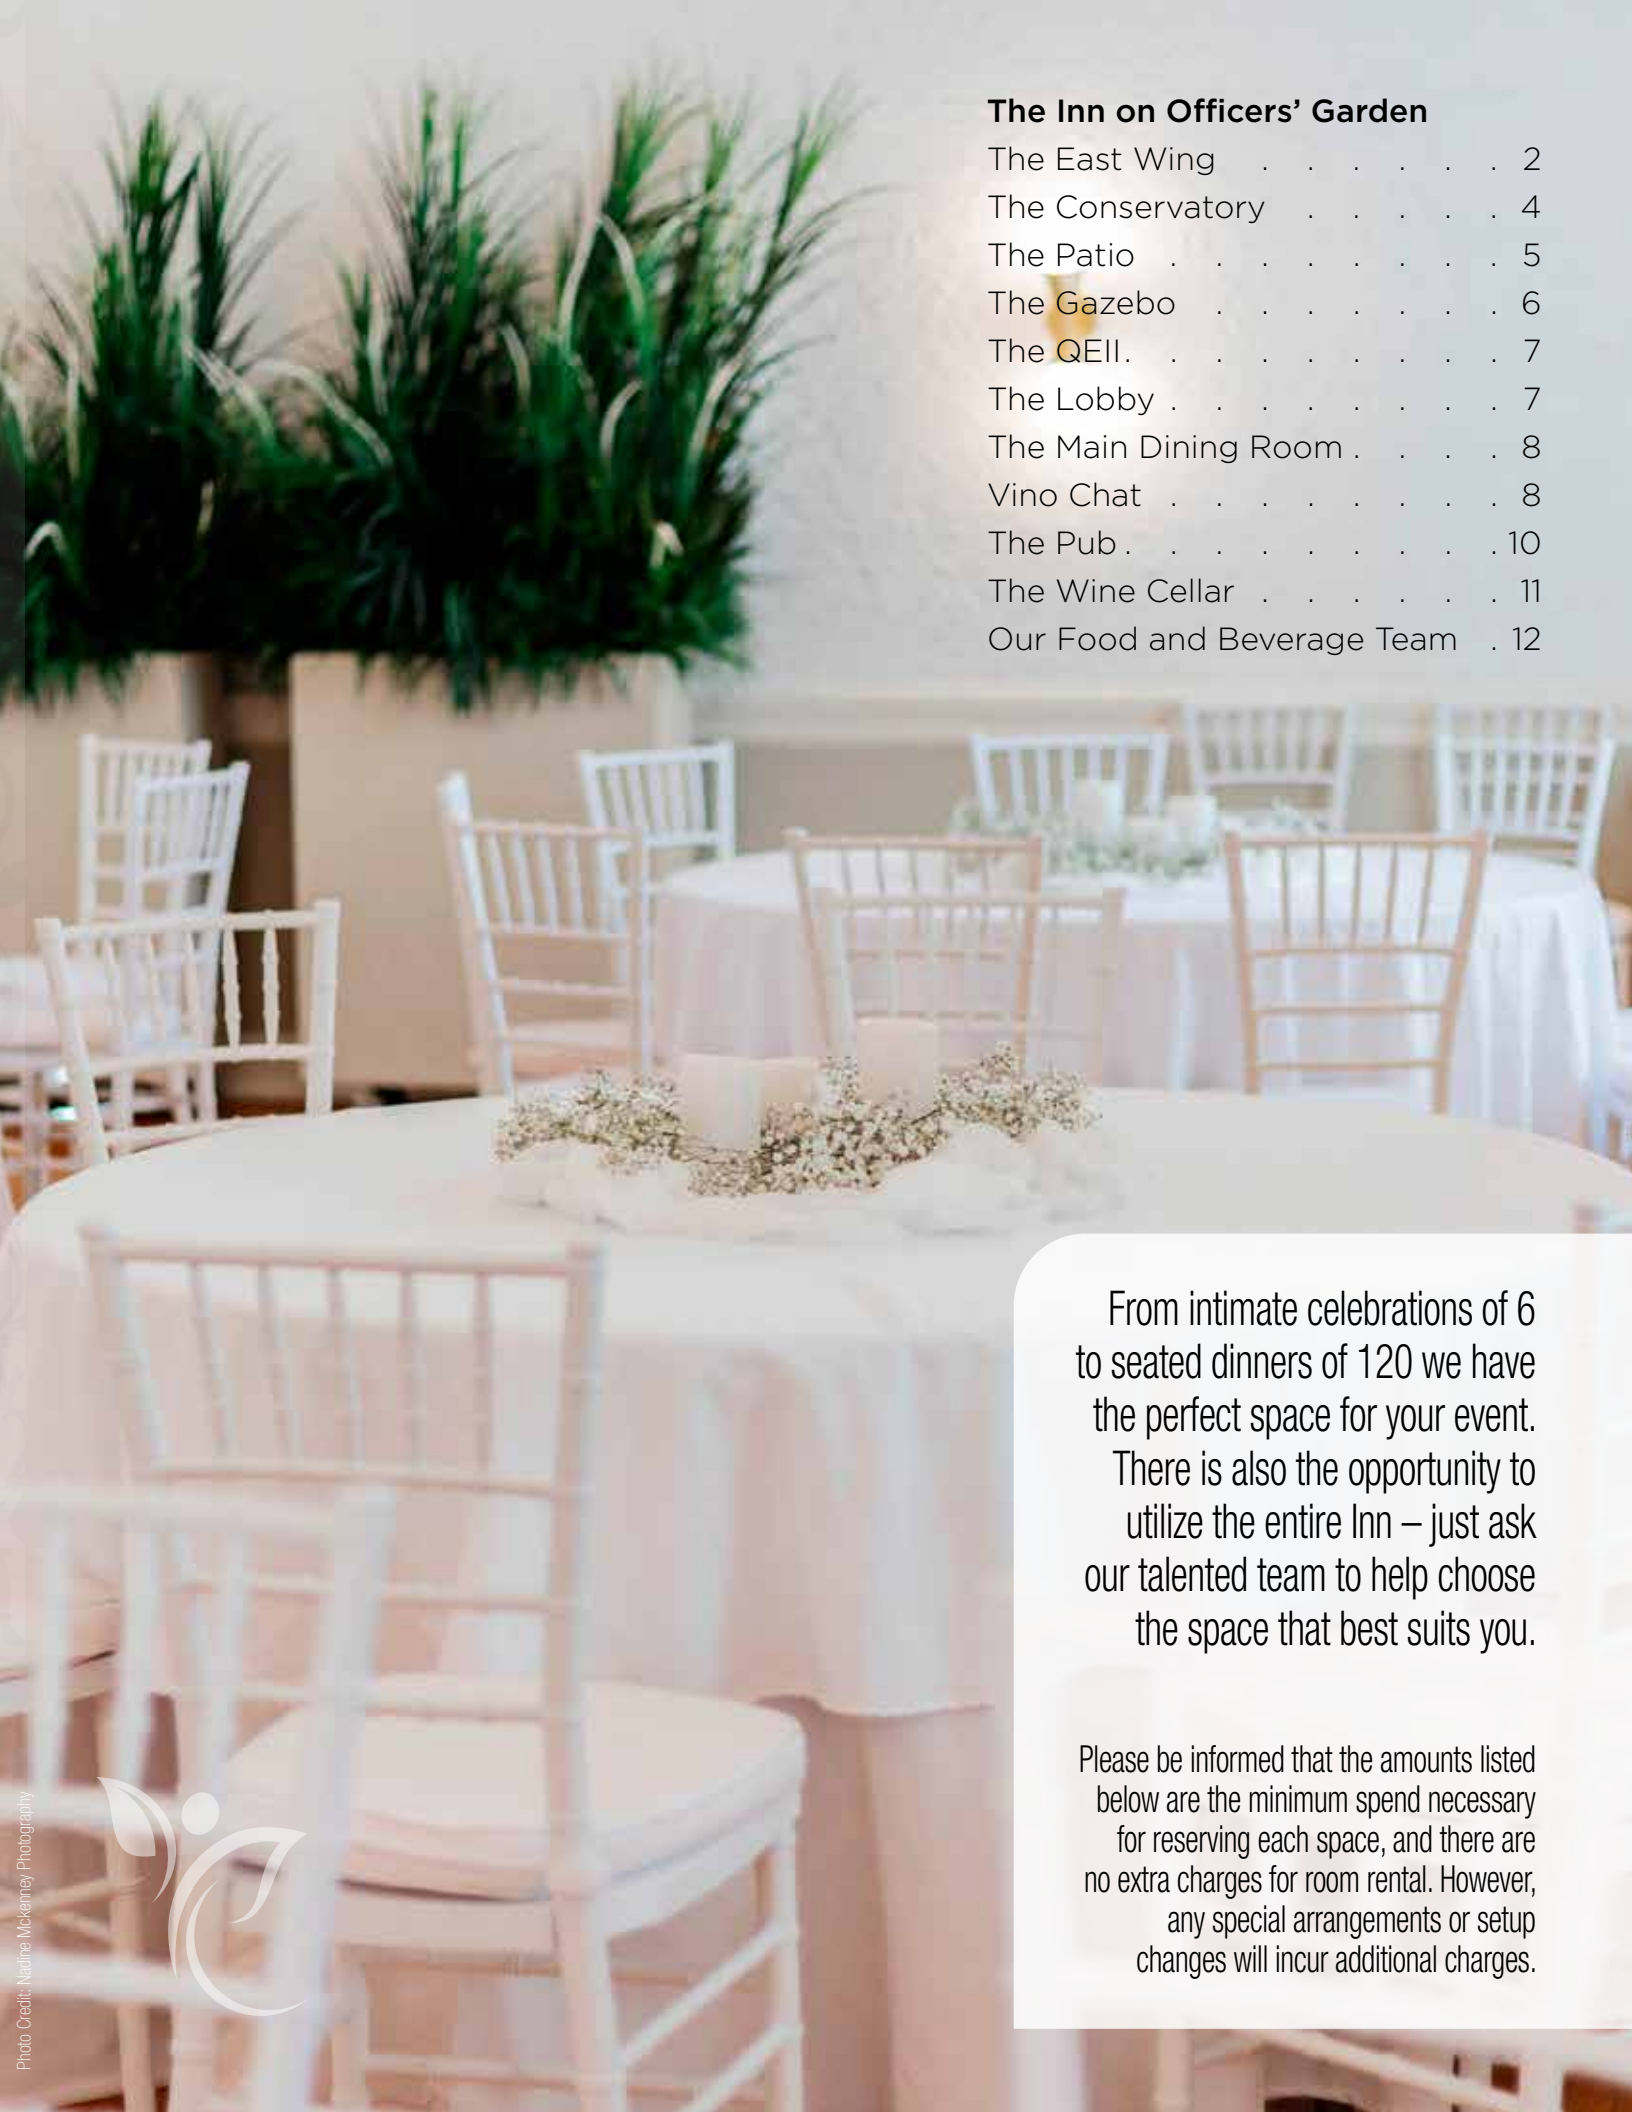 The Inn on Officers’ Garden
The East Wing . . . . . . 2
The Conservatory . . . . . 4
The Patio . . . . . . . . 5
The Gazebo . . . . . . . 6
The QEII. . . . . . . . . 7
The Lobby . . . . . . . . 7
The Main Dining Room . . . . 8
Vino Chat . . . . . . . . 8
The Pub . . . . . . . . . 10
The Wine Cellar . . . . . . 11
Our Food and Beverage Team . 12
From intimate celebrations of 6
to seated dinners of 120 we have
the perfect space for your event.
There is also the opportunity to
utilize the entire Inn – just ask
our talented team to help choose
the space that best suits you.
Please be informed that the amounts listed
below are the minimum spend necessary
for reserving each space, and there are
no extra charges for room rental. However,
any special arrangements or setup
changes will incur additional charges.
Photo Credit: Nadine Mckenney Photography